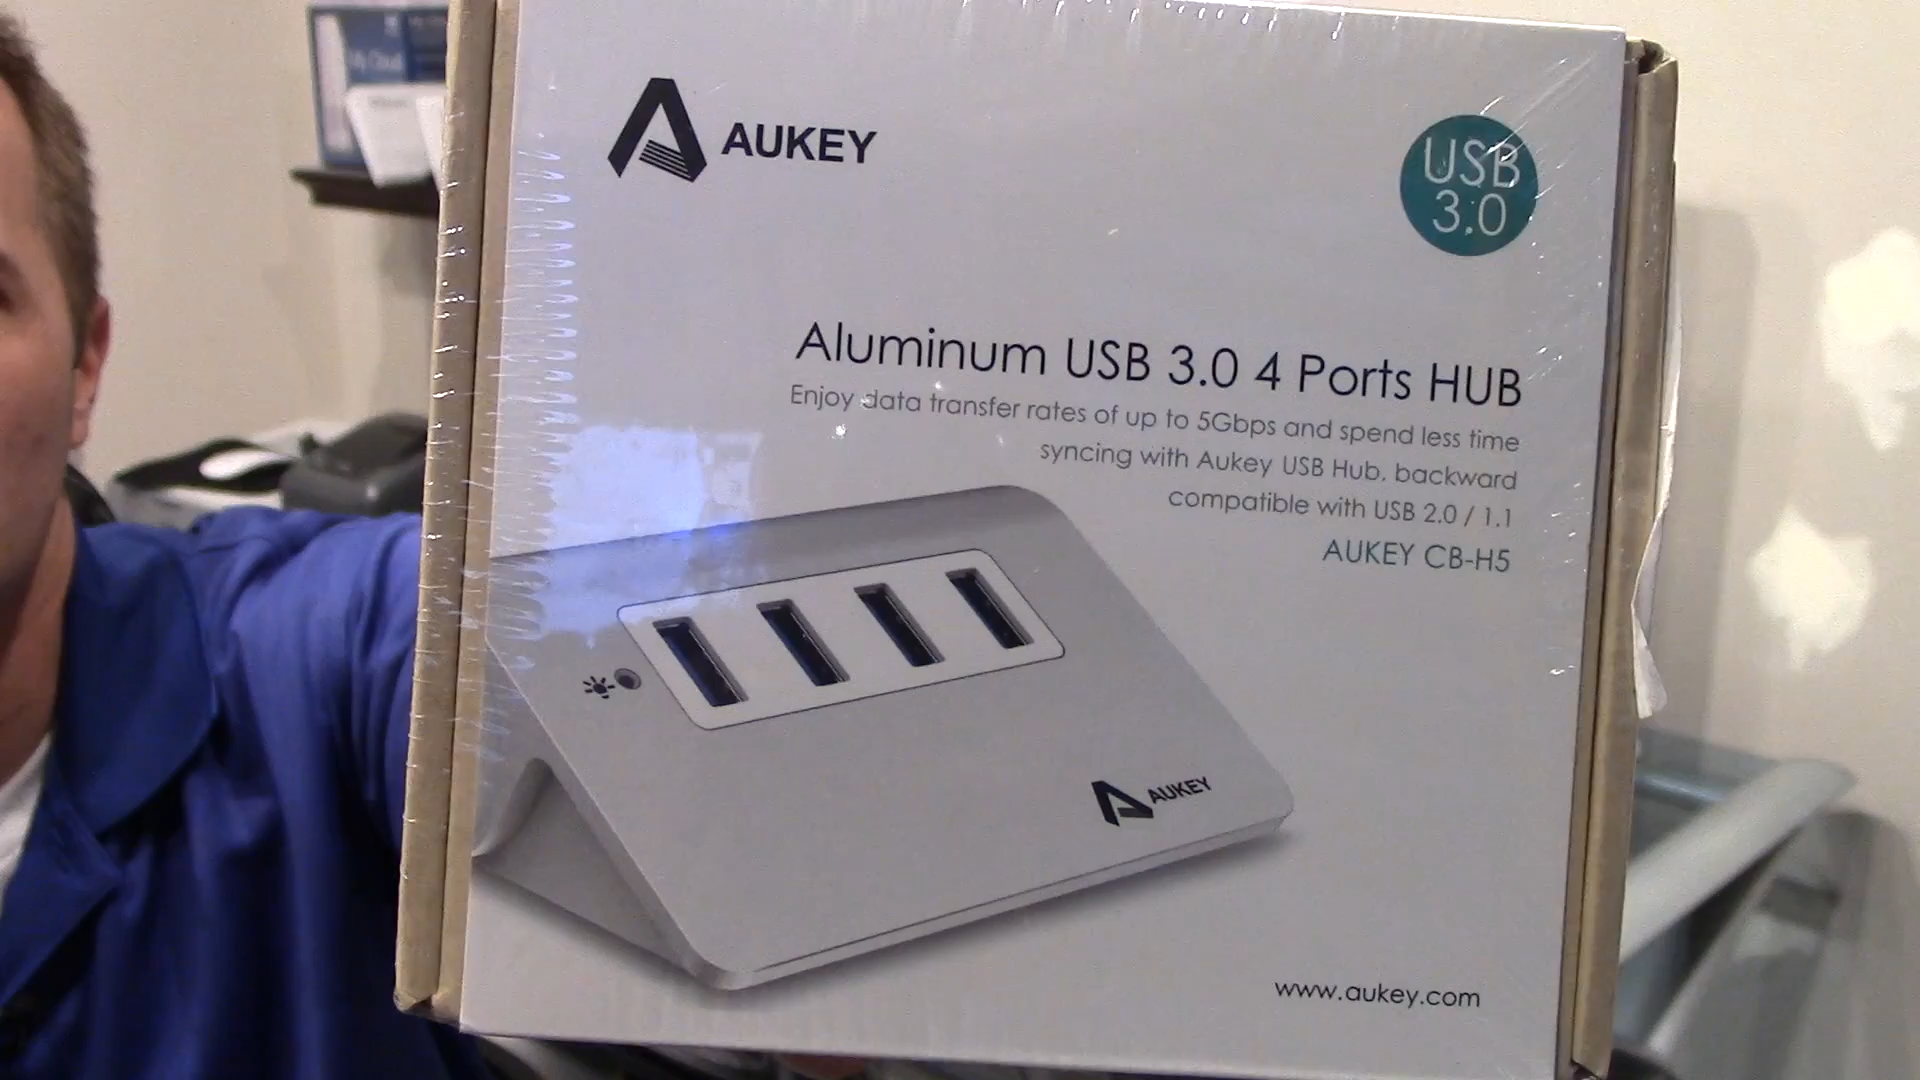 My Cloud
AUKEY
USB
3.0
Aluminum USB 3.0 4 Ports HUB
Enjoy data transfer rates of up to 5Gbps and spend less time
syncing with Aukey USB Hub, backward
compatible with USB 2.0 / 1.1
AUKEY CB-H5
AUKEY
www.aukey.com